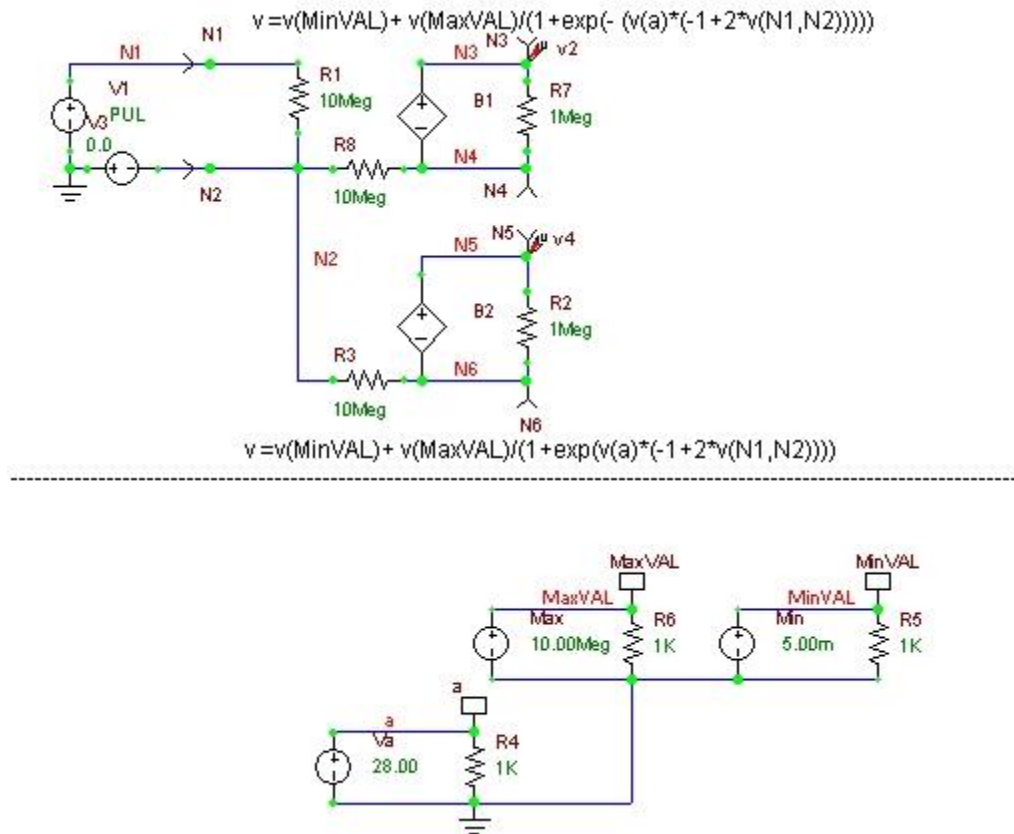 v =v(MinVAL)+ v(MaxVAL)/(1+exp(- (v(a)*(-1+2*v(N1,N2)))))
N1
N1
N3
N3
v2
V1
PUL
R1
10Meg
B1
R7
1Meg
V3
0.0
R8
10Meg
N4
N2
N4
N2
N5
N5
v4
B2
R2
1Meg
R3
10Meg
N6
N6
v =v(MinVAL)+ v(MaxVAL)/(1+exp(v(a)*(-1+2*v(N1,N2))))
MaxVAL
MinVAL
MaxVAL
MinVAL
Max
10.00Meg
R6
1K
Min
5.00m
R5
1K
a
a
Va
28.00
R4
1K